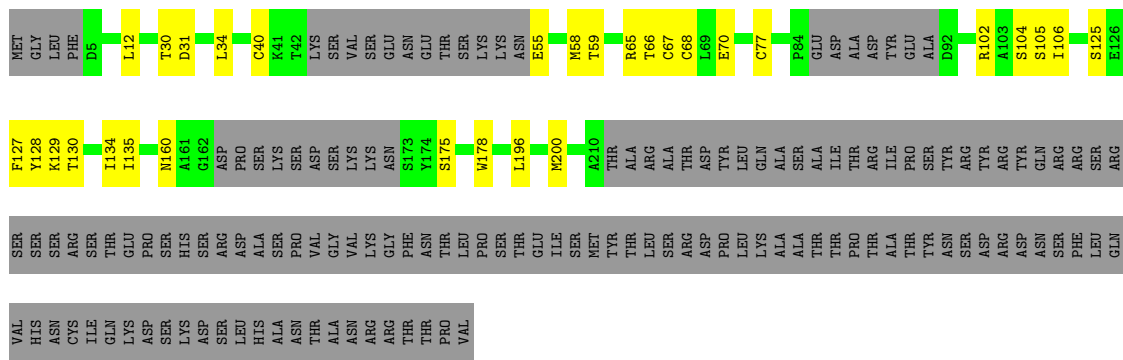 MET GLY LEU PHE D5 L12 T30 D31 L34 C40 K41 T42 LYS SER VAL SER GLU ASN GLU THR SER LYS LYS ASN E55 M58 T59 R65 T66 C67 C68 L69 E70 C77 P84 GLU ASP ALA ASP TYR GLU ALA D92 R102 A103 S104 S105 I106 S125 E126
F127 Y128 K129 T130 I134 I135 N160 A161 G162 ASP PRO SER LYS SER ASP SER LYS LYS ASN S173 Y174 S175 W178 L196 M200 A210 THR ALA ARG ALA THR ASP TYR LEU GLN ALA SER ALA ILE THR ARG ILE PRO SER TYR ARG TYR ARG TYR GLN ARG ARG SER ARG
SER SER SER ARG SER THR GLU PRO SER HIS SER ARG ASP ALA SER PRO VAL GLY VAL LYS GLY PHE ASN THR LEU PRO SER THR GLU ILE SER MET TYR THR LEU SER ARG ASP PRO LEU LYS ALA ALA THR THR PRO THR ALA THR TYR ASN SER ASP ARG ASP ASN SER PHE LEU GLN
VAL HIS ASN CYS ILE GLN LYS ASP SER LYS ASP SER LEU HIS ALA ASN THR ALA ASN ARG ARG THR THR PRO VAL